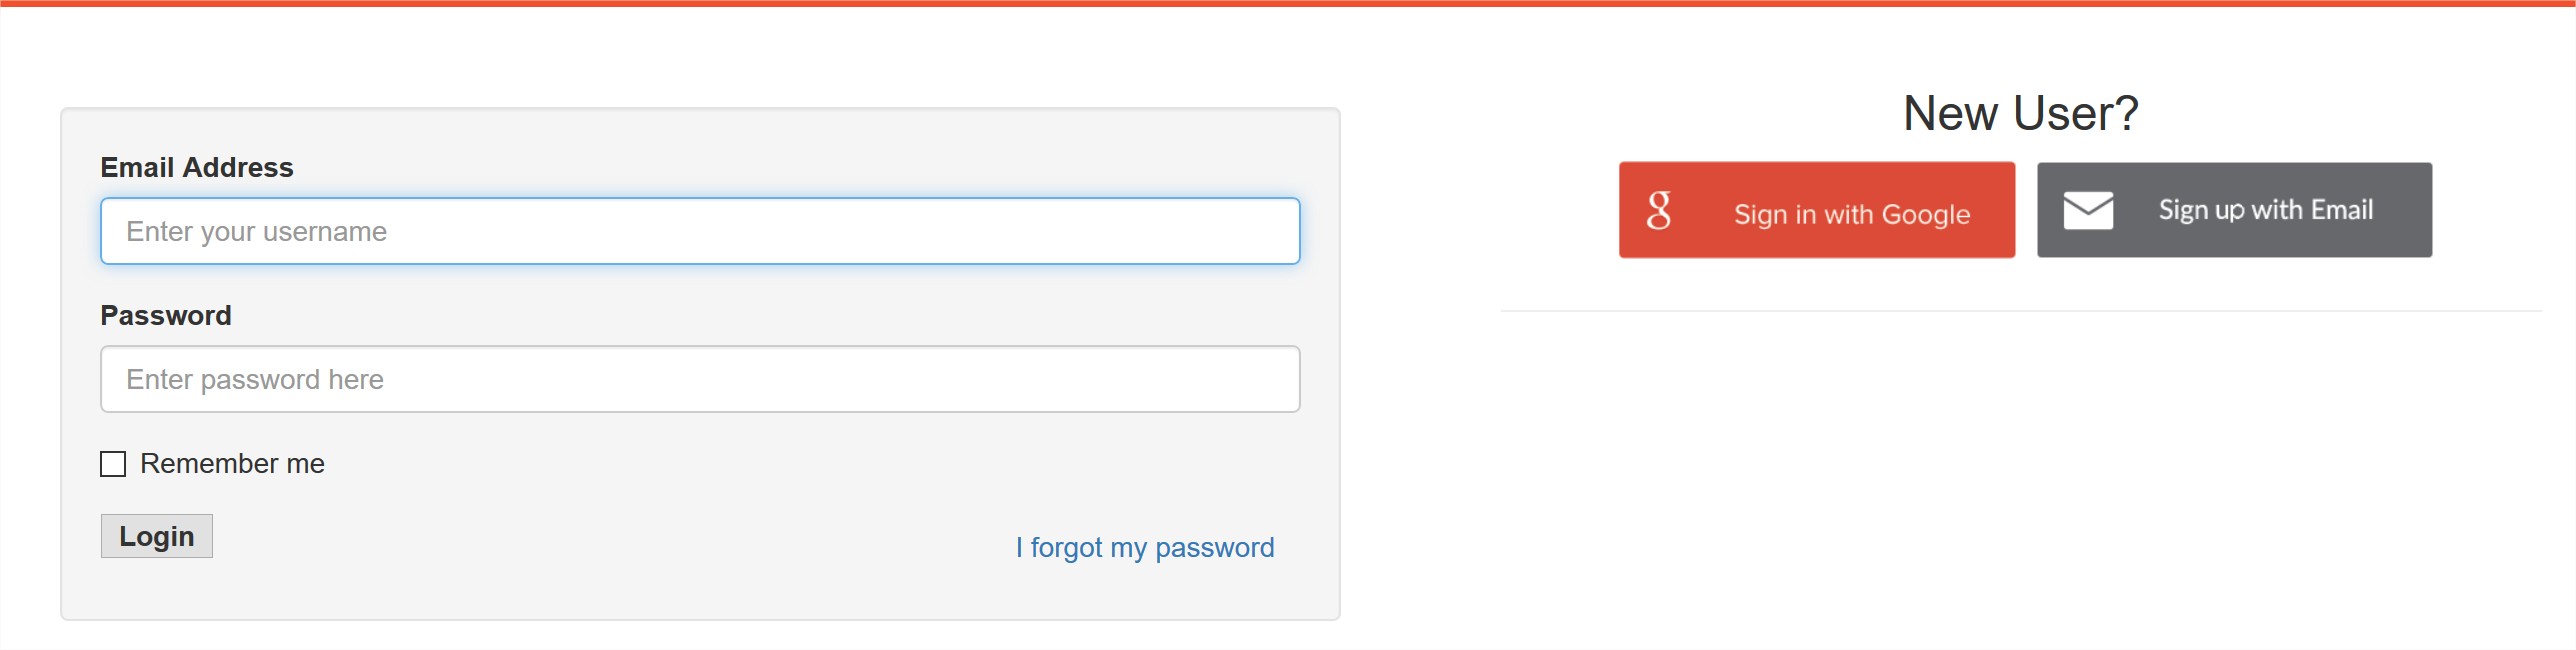 Email Address
Enter your username
Password
Enter password here
Remember me
Login
I forgot my password
New User?
g Sign in with Google
Sign up with Email